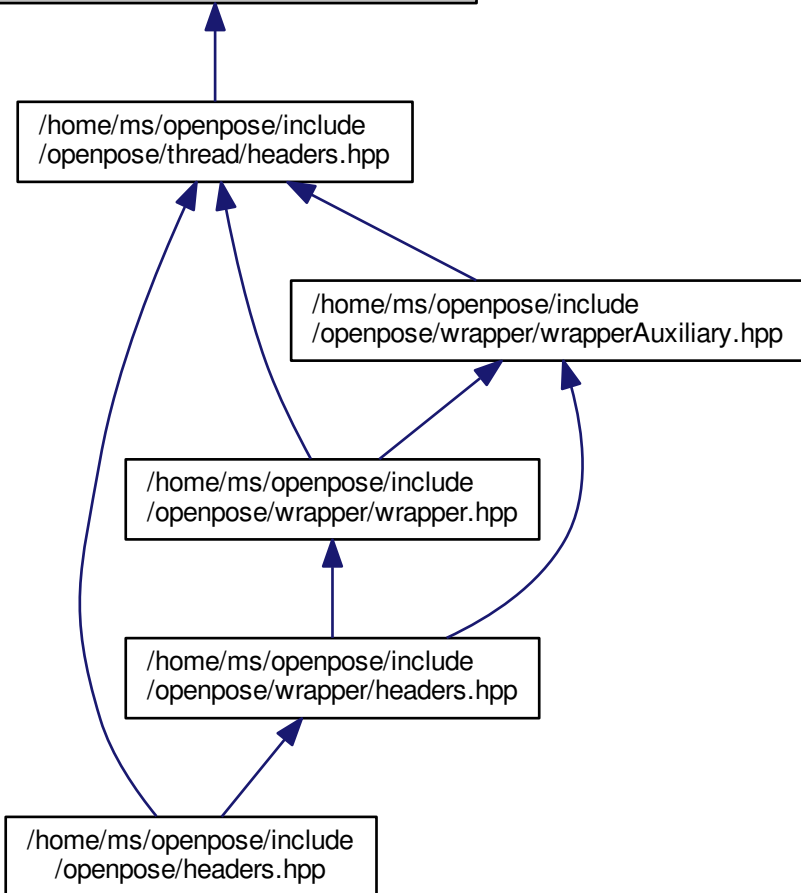 /home/ms/openpose/include
/openpose/thread/headers.hpp
/home/ms/openpose/include
/openpose/wrapper/wrapperAuxiliary.hpp
/home/ms/openpose/include
/openpose/wrapper/wrapper.hpp
/home/ms/openpose/include
/openpose/wrapper/headers.hpp
/home/ms/openpose/include
/openpose/headers.hpp